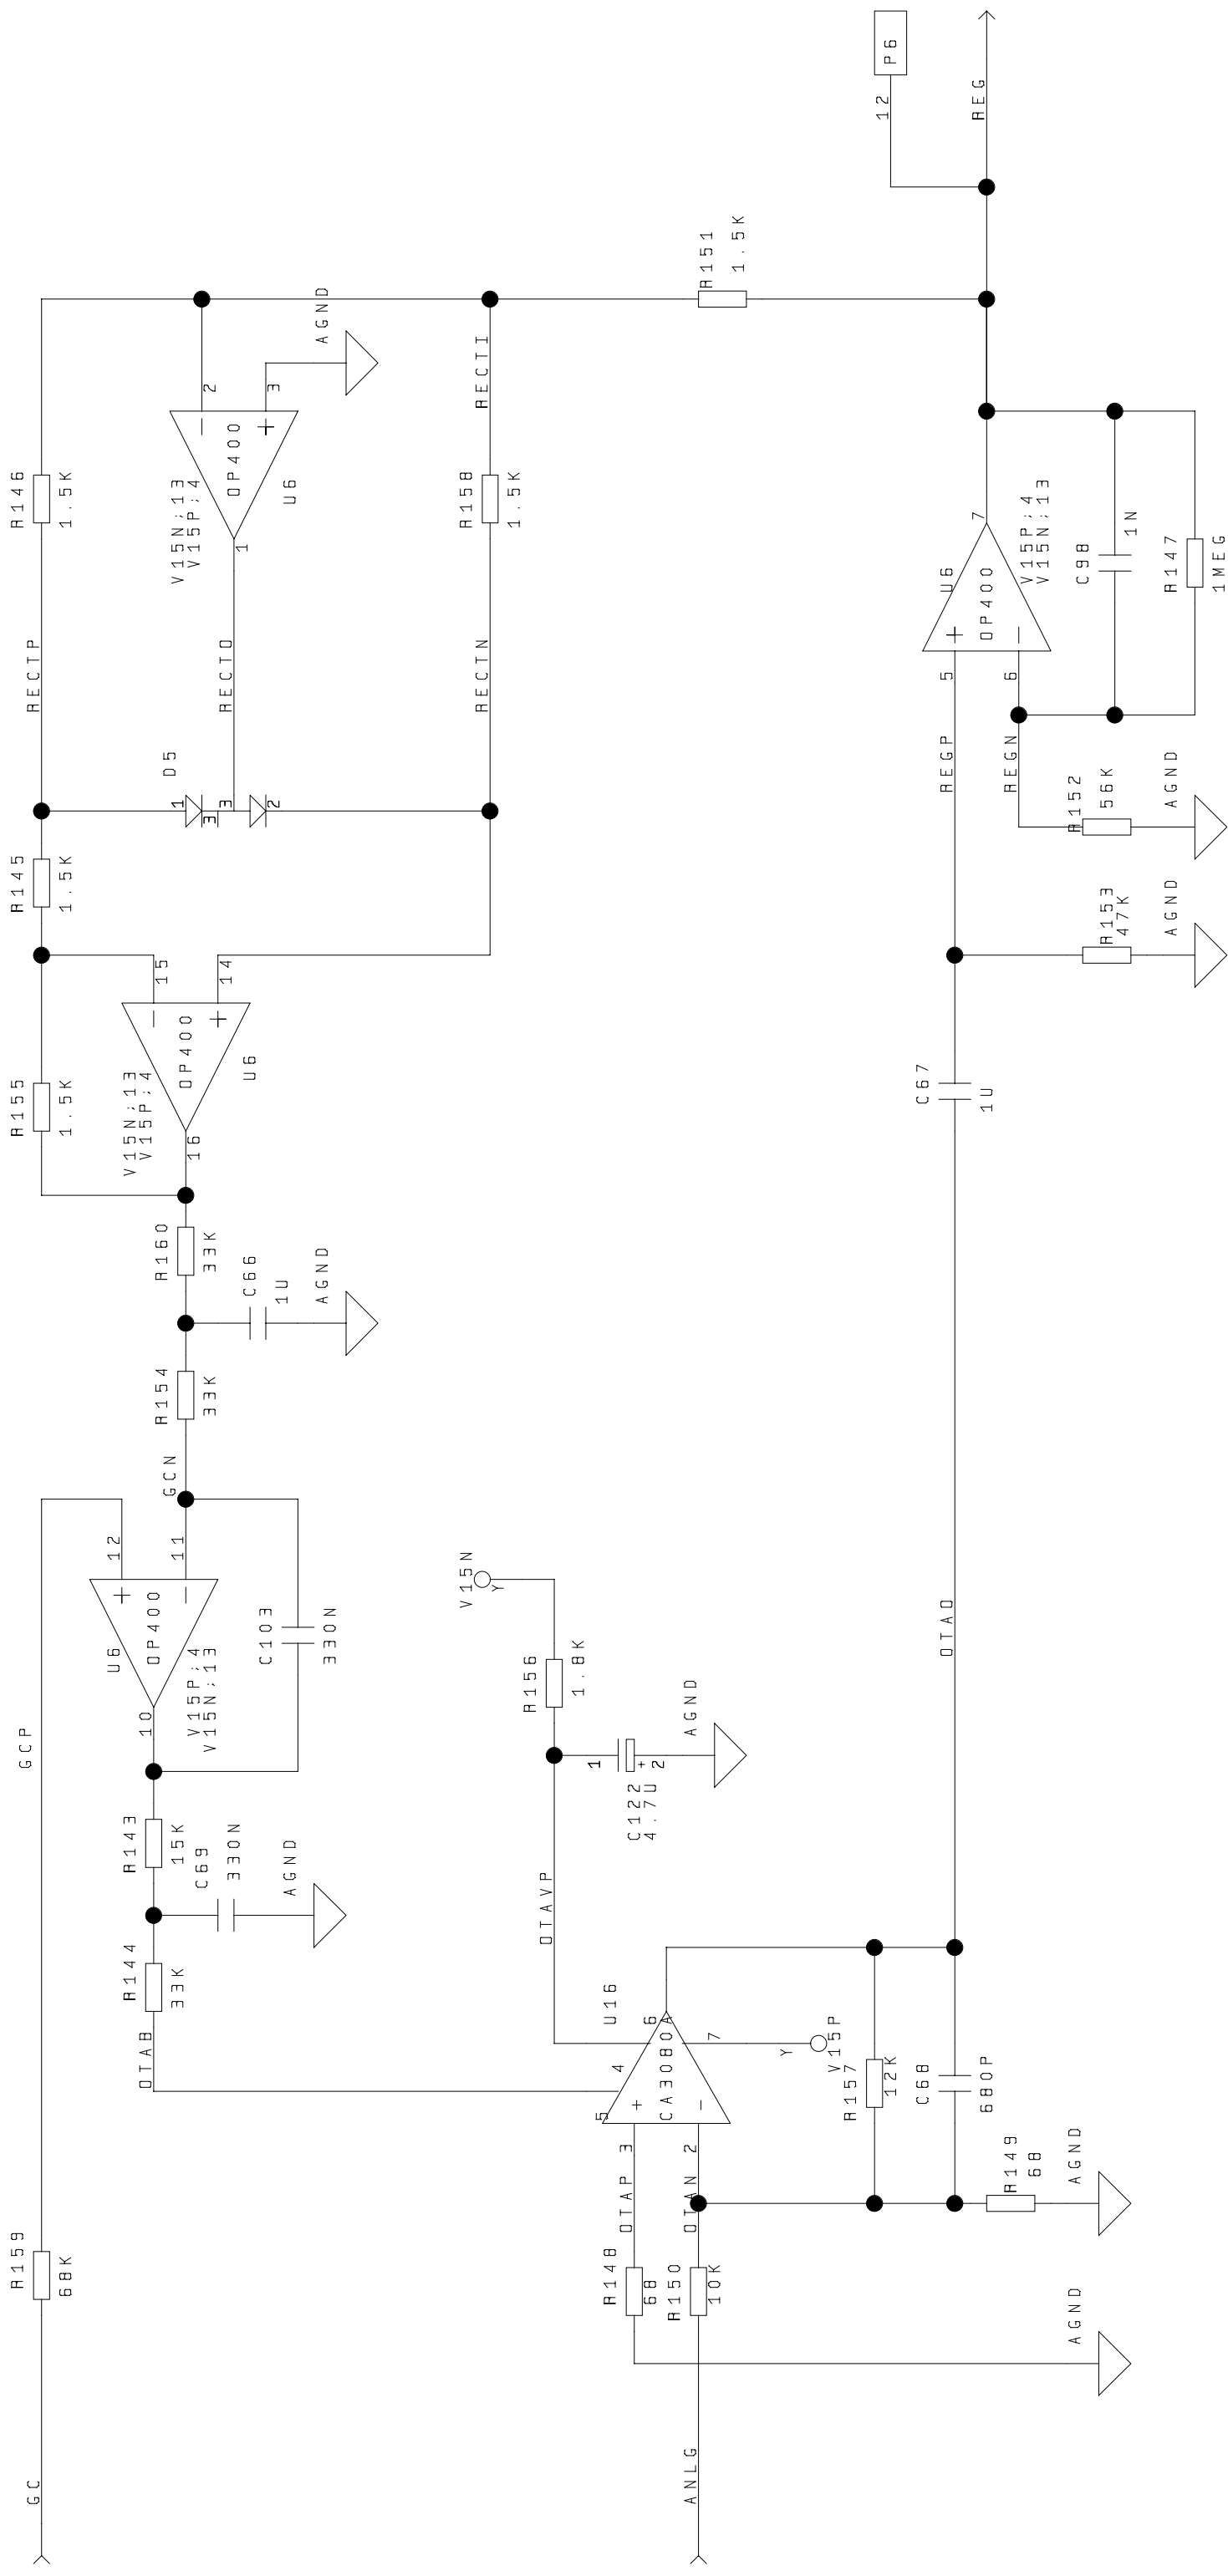 GC
R159
68K
GCP
OTAB
R144
33K
C69
330N
AGND
R143
15K
10
U6
OP400
V15P;4
V15N;13
12
11
C103
330N
GCN
R154
33K
C66
1U
AGND
R160
33K
16
V15N;13
V15P;4
OP400
U6
15
14
R155
1.5K
R145
1.5K
D5
1
3
3
2
RECTP
RECTO
RECTN
R146
1.5K
V15N;13
V15P;4
OP400
U6
1
2
3
AGND
R158
1.5K
RECTI
R151
1.5K
P6
12
REG
ANLG
R148
68
R150
10K
AGND
OTAP
OTAN
3
2
5
4
6
7
+
-
CA3080A
U16
OTAVP
C122
4.7U
1
2
+
AGND
R156
1.8K
V15N
Y
Y
V15P
R157
12K
C68
680P
R149
68
AGND
OTAO
C67
1U
R153
47K
AGND
R152
56K
AGND
REGP
REGN
5
6
7
U6
OP400
V15P;4
V15N;13
C98
1N
R147
1MEG